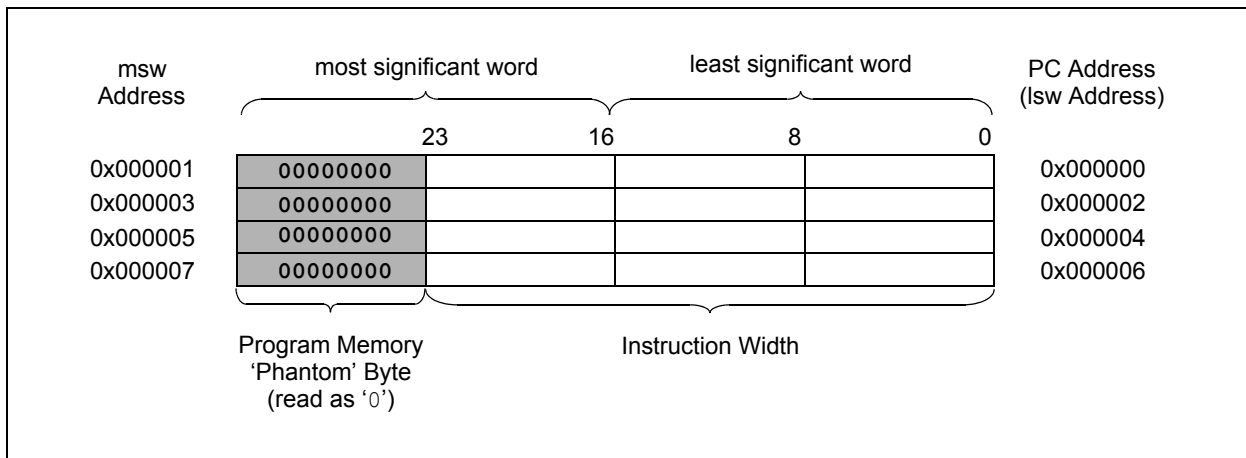 msw
Address
most significant word
least significant word
PC Address
(lsw Address)
23 16 8 0
0x000001 00000000 0x000000
0x000003 00000000 0x000002
0x000005 00000000 0x000004
0x000007 00000000 0x000006
Program Memory
‘Phantom’ Byte
(read as ‘0’)
Instruction Width